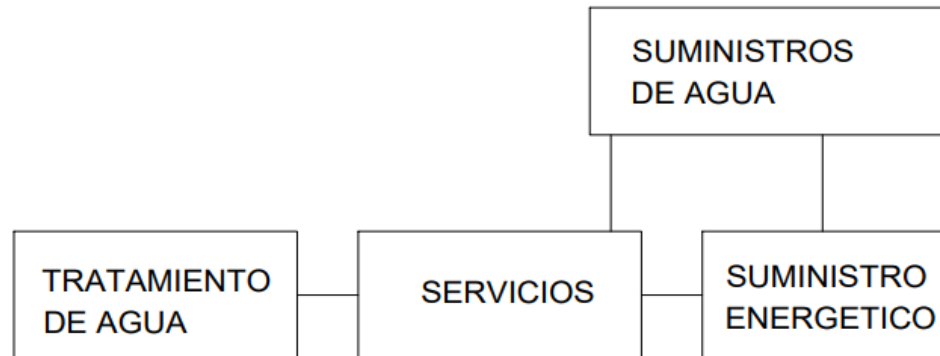 SUMINISTROS
DE AGUA
TRATAMIENTO
DE AGUA
SERVICIOS
SUMINISTRO
ENERGETICO